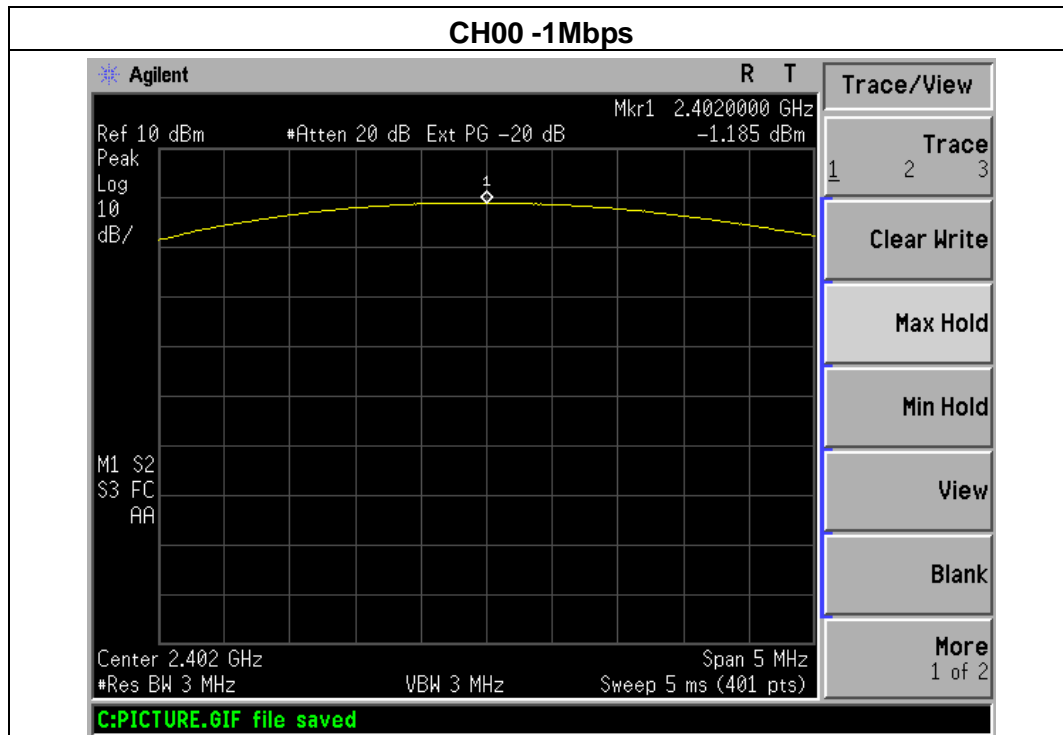 CH00 -1Mbps
Agilent R T
Mkr1 2.4020000 GHz
Ref 10 dBm #Atten 20 dB Ext PG -20 dB -1.185 dBm
Peak
Log
10
dB/
1
M1 S2
S3 FC
AA
Center 2.402 GHz Span 5 MHz
#Res BW 3 MHz VBW 3 MHz Sweep 5 ms (401 pts)
C:PICTURE.GIF file saved
Trace/View
Trace
1 2 3
Clear Write
Max Hold
Min Hold
View
Blank
More
1 of 2